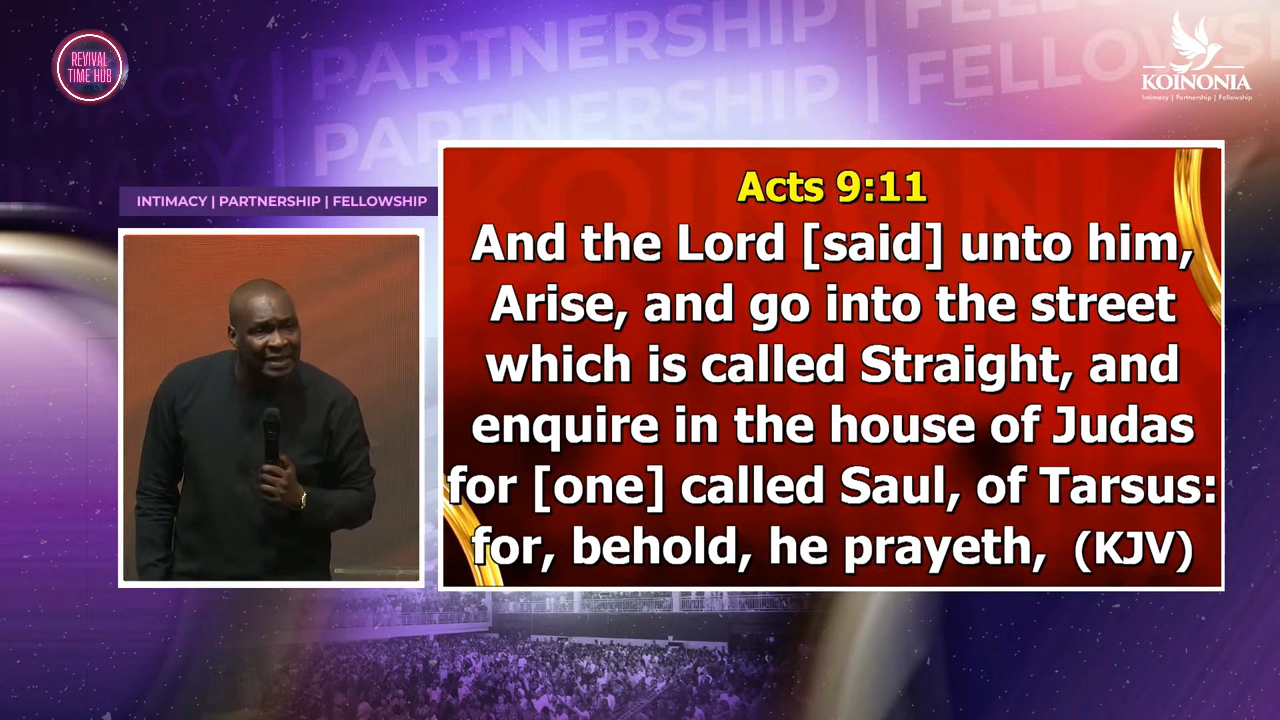 INTIMACY | PARTNERSHIP | FELLOWSHIP
PARTNERSHIP | FELLOWSHIP
REVIVAL
TIME HUB
KOINONIA
Intimacy | Partnership | Fellowship
INTIMACY | PARTNERSHIP | FELLOWSHIP
Acts 9:11
And the Lord [said] unto him,
Arise, and go into the street
which is called Straight, and
enquire in the house of Judas
for [one] called Saul, of Tarsus:
for, behold, he prayeth, (KJV)